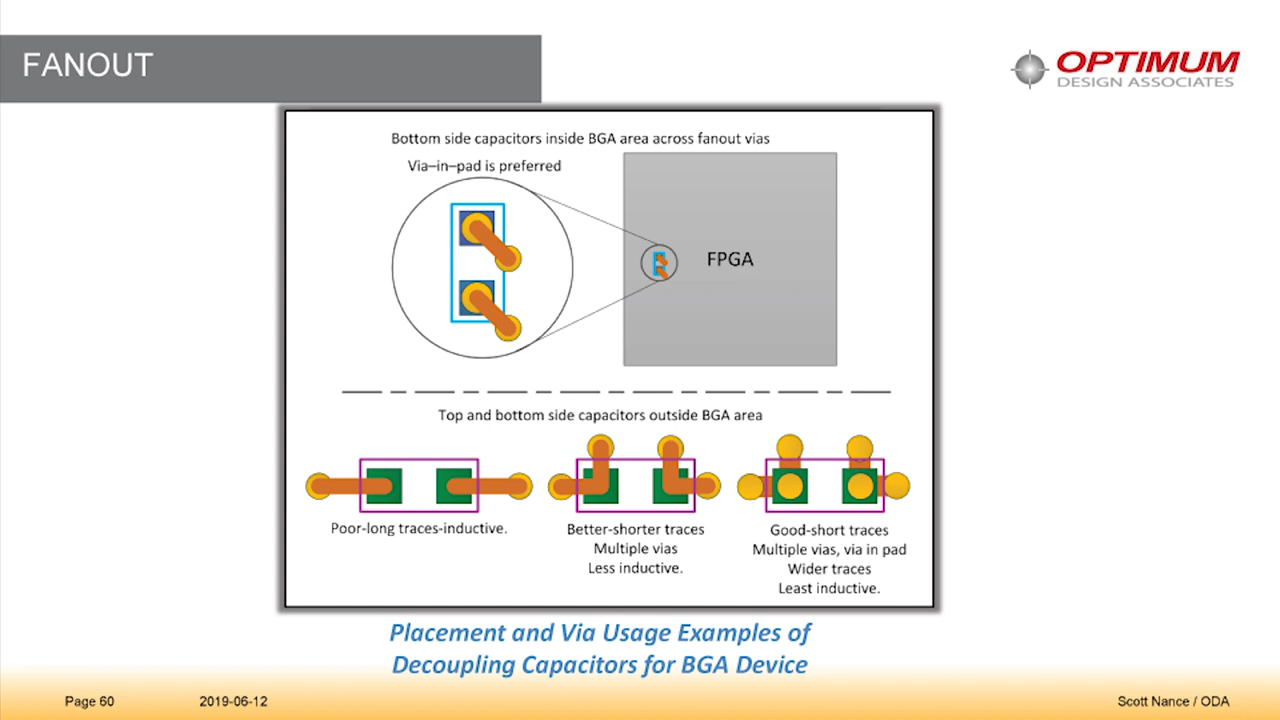 FANOUT
OPTIMUM
DESIGN ASSOCIATES
Bottom side capacitors inside BGA area across fanout vias
Via–in–pad is preferred
FPGA
Top and bottom side capacitors outside BGA area
Poor-long traces-inductive.
Better-shorter traces
Multiple vias
Less inductive.
Good-short traces
Multiple vias, via in pad
Wider traces
Least inductive.
Placement and Via Usage Examples of
Decoupling Capacitors for BGA Device
Page 60
2019-06-12
Scott Nance / ODA